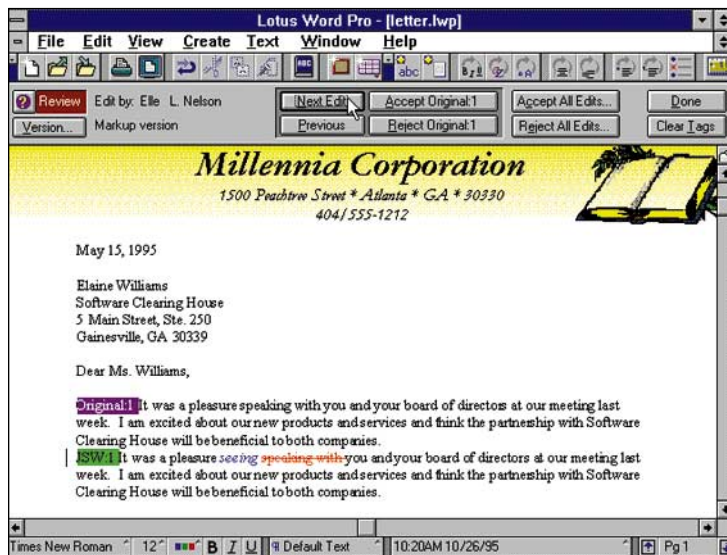 Lotus Word Pro - [letter.lwp]
File Edit View Create Text Window Help
ABC abc
Review Edit by: Elle L. Nelson Next Edit Accept Original:1 Accept All Edits... Done
Version... Markup version Previous Reject Original:1 Reject All Edits... Clear Tags
Millennia Corporation
1500 Peachtree Street * Atlanta * GA * 30330
404/555-1212
May 15, 1995
Elaine Williams
Software Clearing House
5 Main Street, Ste. 250
Gainesville, GA 30339
Dear Ms. Williams,
Original:1 It was a pleasure speaking with you and your board of directors at our meeting last
week. I am excited about our new products and services and think the partnership with Software
Clearing House will be beneficial to both companies.
JSW:1 It was a pleasure seeing speaking with you and your board of directors at our meeting last
week. I am excited about our new products and services and think the partnership with Software
Clearing House will be beneficial to both companies.
Times New Roman 12 B I U Default Text 10:20AM 10/26/95 Pg 1